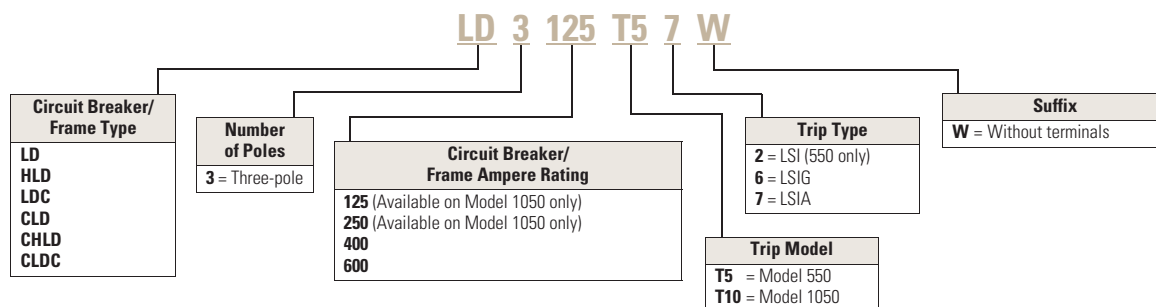 LD 3 125 T5 7 W
Circuit Breaker/
Frame Type
LD
HLD
LDC
CLD
CHLD
CLDC
Number
of Poles
3 = Three-pole
Circuit Breaker/
Frame Ampere Rating
125 (Available on Model 1050 only)
250 (Available on Model 1050 only)
400
600
Trip Model
T5 = Model 550
T10 = Model 1050
Trip Type
2 = LSI (550 only)
6 = LSIG
7 = LSIA
Suffix
W = Without terminals